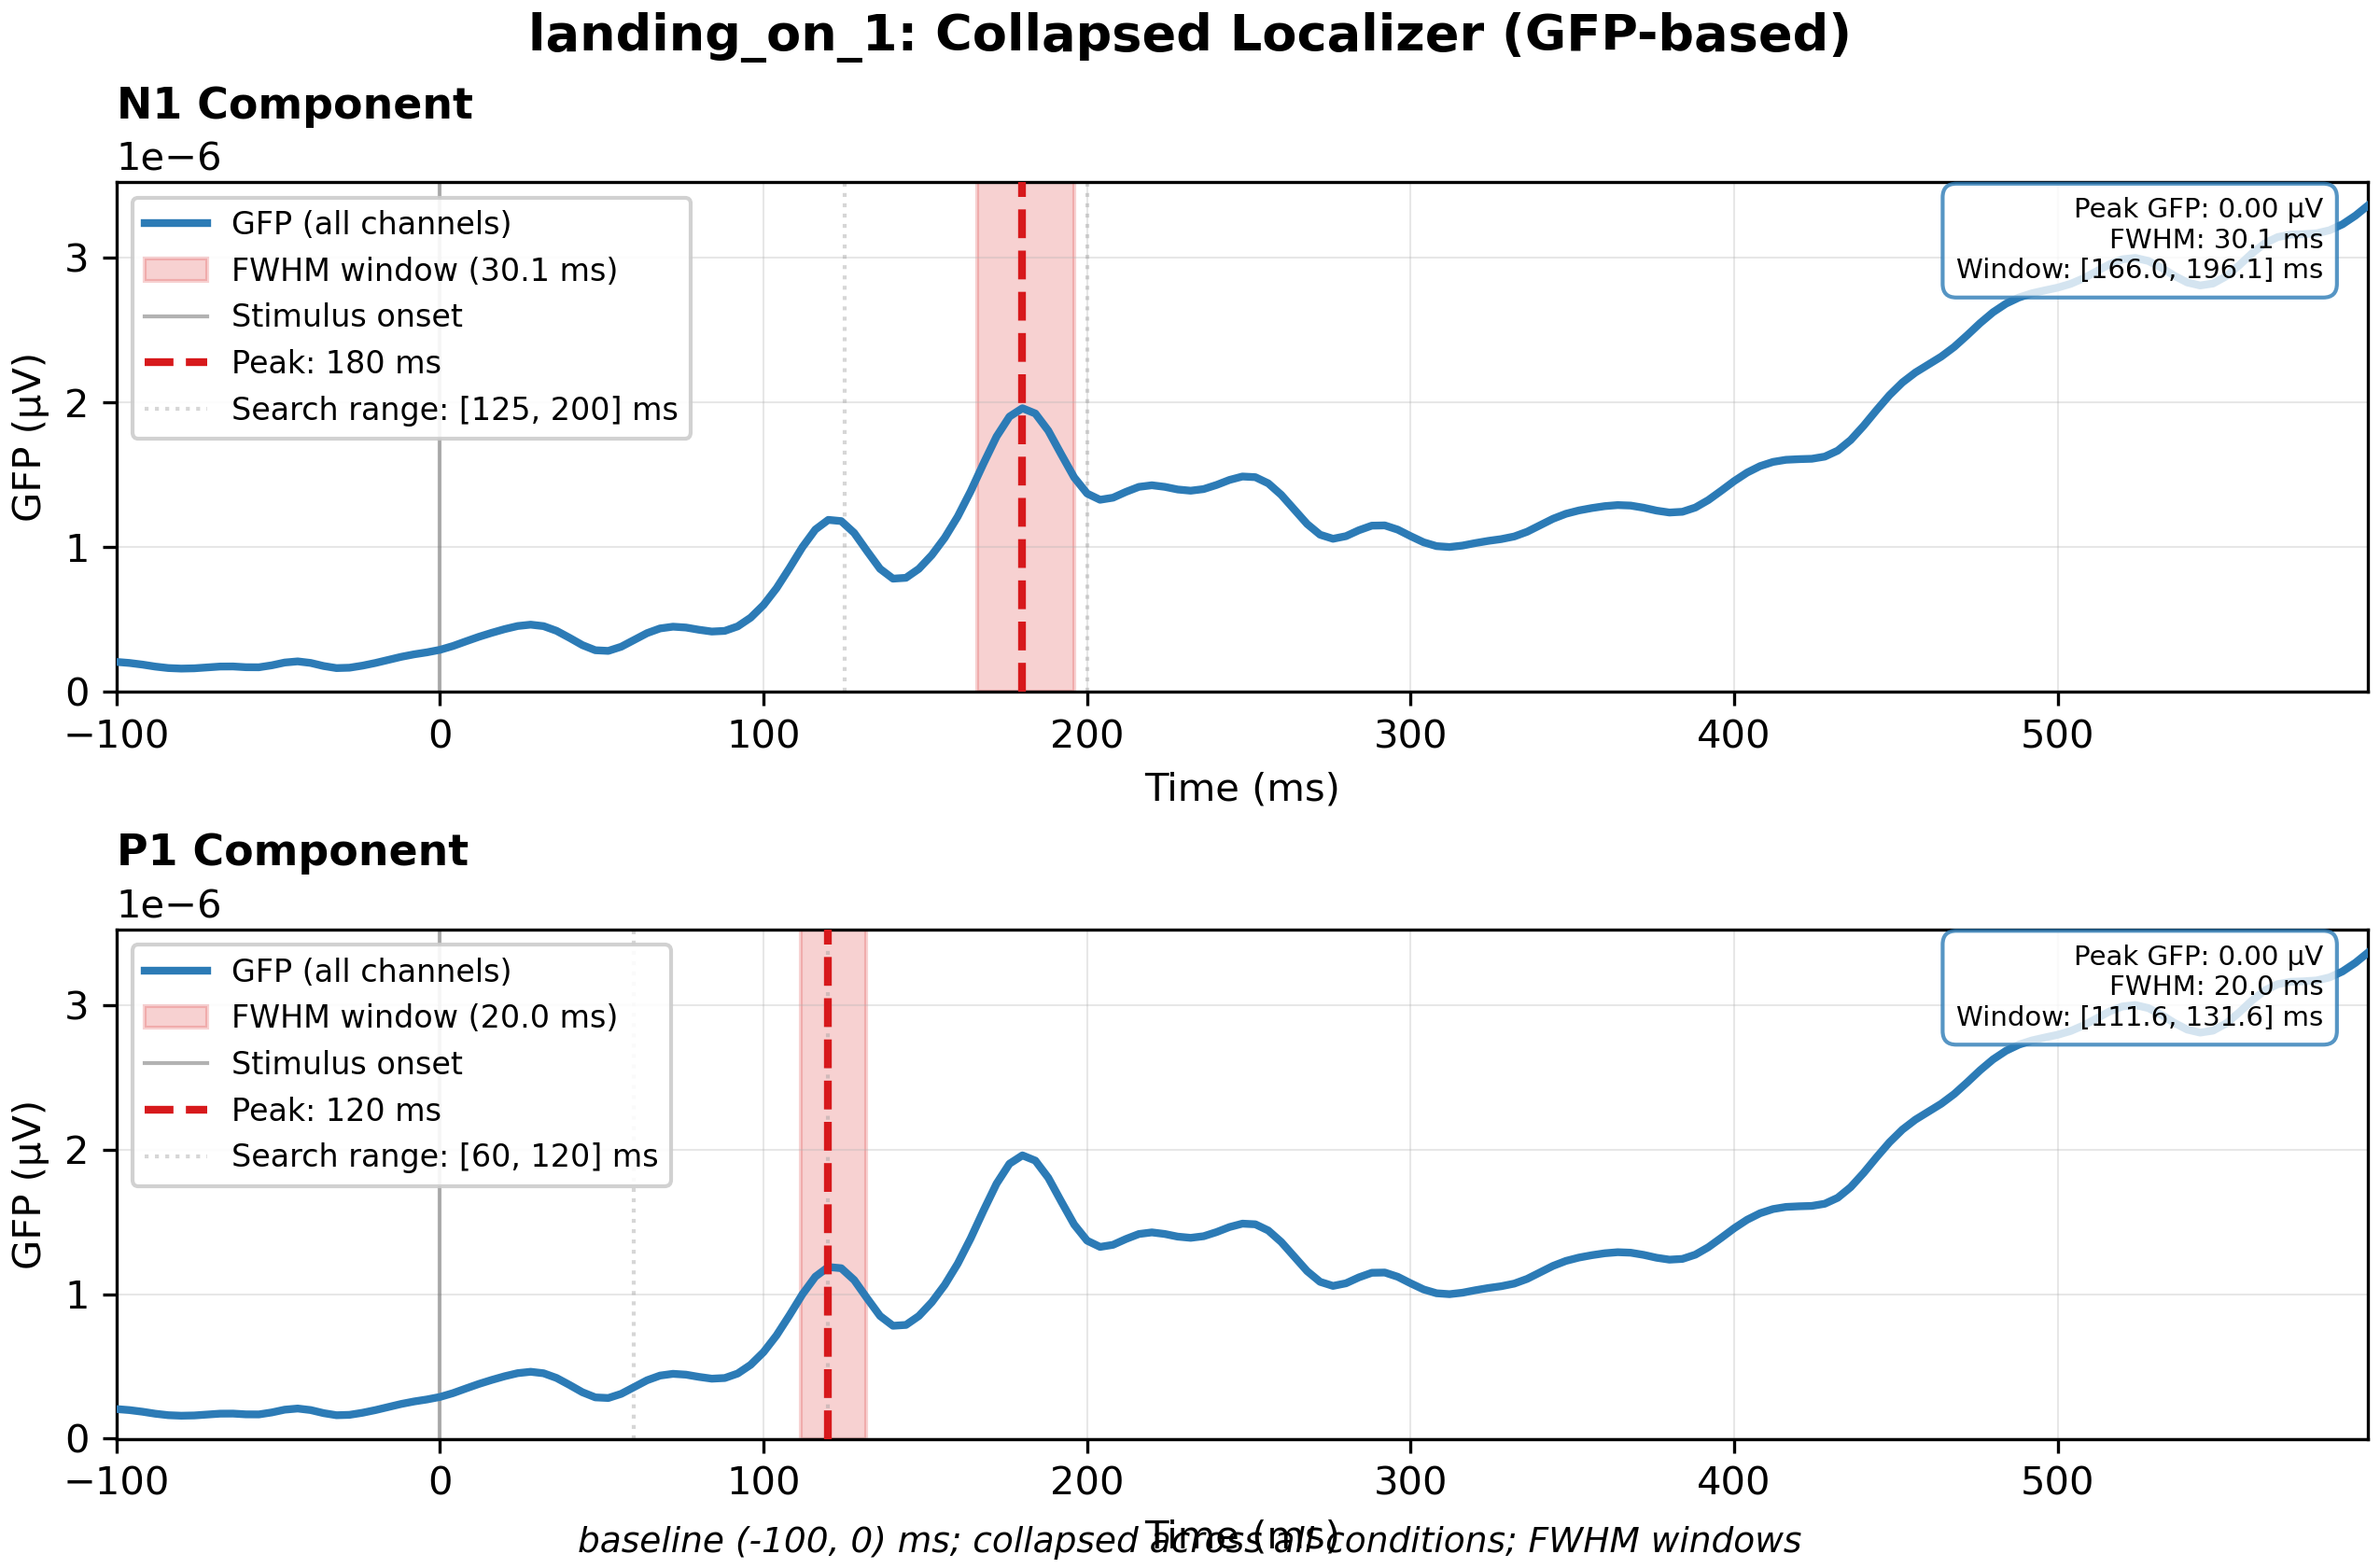 landing_on_1: Collapsed Localizer (GFP-based)
N1 Component
1e−6
GFP (all channels)
FWHM window (30.1 ms)
Stimulus onset
Peak: 180 ms
Search range: [125, 200] ms
Peak GFP: 0.00 µV
FWHM: 30.1 ms
Window: [166.0, 196.1] ms
GFP (µV)
3
2
1
0
−100 0 100 200 300 400 500
Time (ms)
P1 Component
1e−6
GFP (all channels)
FWHM window (20.0 ms)
Stimulus onset
Peak: 120 ms
Search range: [60, 120] ms
Peak GFP: 0.00 µV
FWHM: 20.0 ms
Window: [111.6, 131.6] ms
GFP (µV)
3
2
1
0
−100 0 100 200 300 400 500
Time (ms)
baseline (-100, 0) ms; collapsed across all conditions; FWHM windows